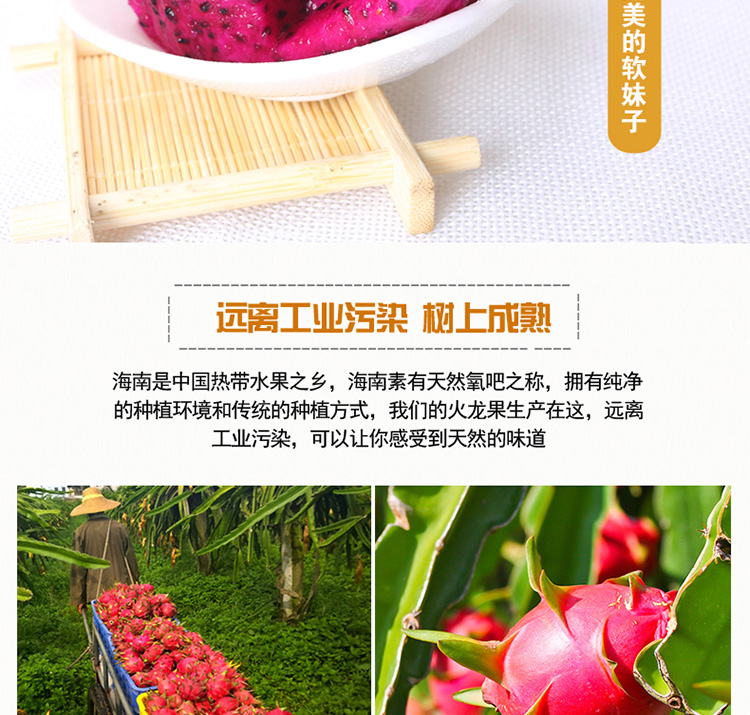 美的软妹子
远离工业污染 树上成熟
海南是中国热带水果之乡，海南素有天然氧吧之称，拥有纯净
的种植环境和传统的种植方式，我们的火龙果生产在这，远离
工业污染，可以让你感受到天然的味道